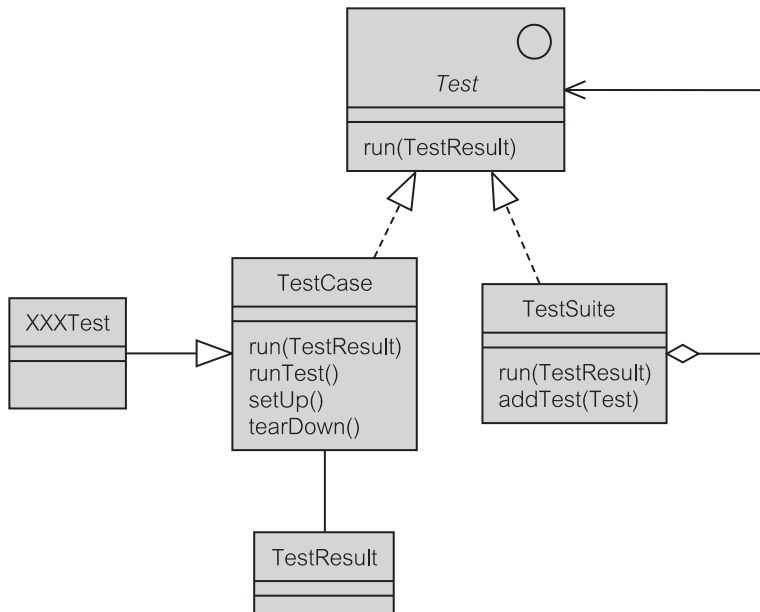 Test
run(TestResult)
TestCase
run(TestResult)
runTest()
setUp()
tearDown()
TestSuite
run(TestResult)
addTest(Test)
XXXTest
TestResult